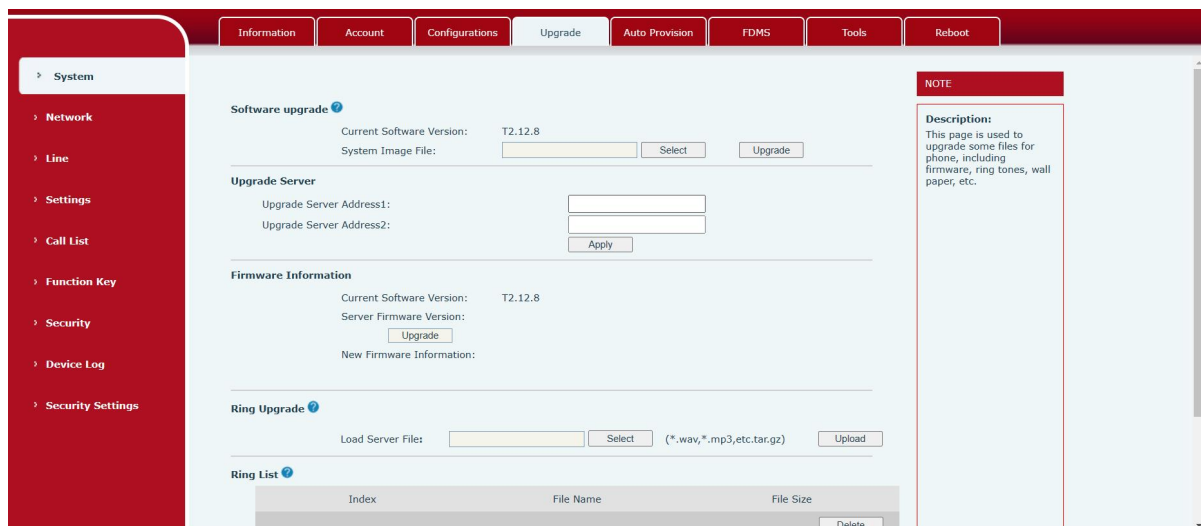 Information Account Configurations Upgrade Auto Provision FDMS Tools Reboot
System
Network
Line
Settings
Call List
Function Key
Security
Device Log
Security Settings
Software upgrade
Current Software Version: T2.12.8
System Image File: Select Upgrade
Upgrade Server
Upgrade Server Address1:
Upgrade Server Address2:
Apply
Firmware Information
Current Software Version: T2.12.8
Server Firmware Version:
Upgrade
New Firmware Information:
Ring Upgrade
Load Server File: Select (*.wav,*.mp3,etc.tar.gz) Upload
Ring List
Index File Name File Size
Delete
NOTE
Description:
This page is used to
upgrade some files for
phone, including
firmware, ring tones, wall
paper, etc.